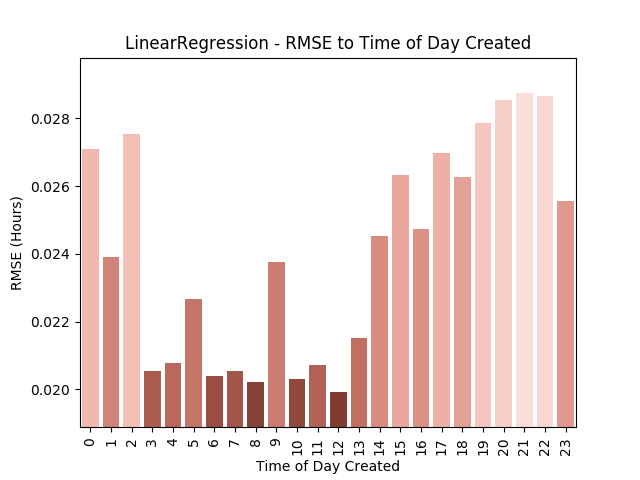 LinearRegression - RMSE to Time of Day Created
RMSE (Hours)
0.028
0.026
0.024
0.022
0.020
0 1 2 3 4 5 6 7 8 9 10 11 12 13 14 15 16 17 18 19 20 21 22 23
Time of Day Created